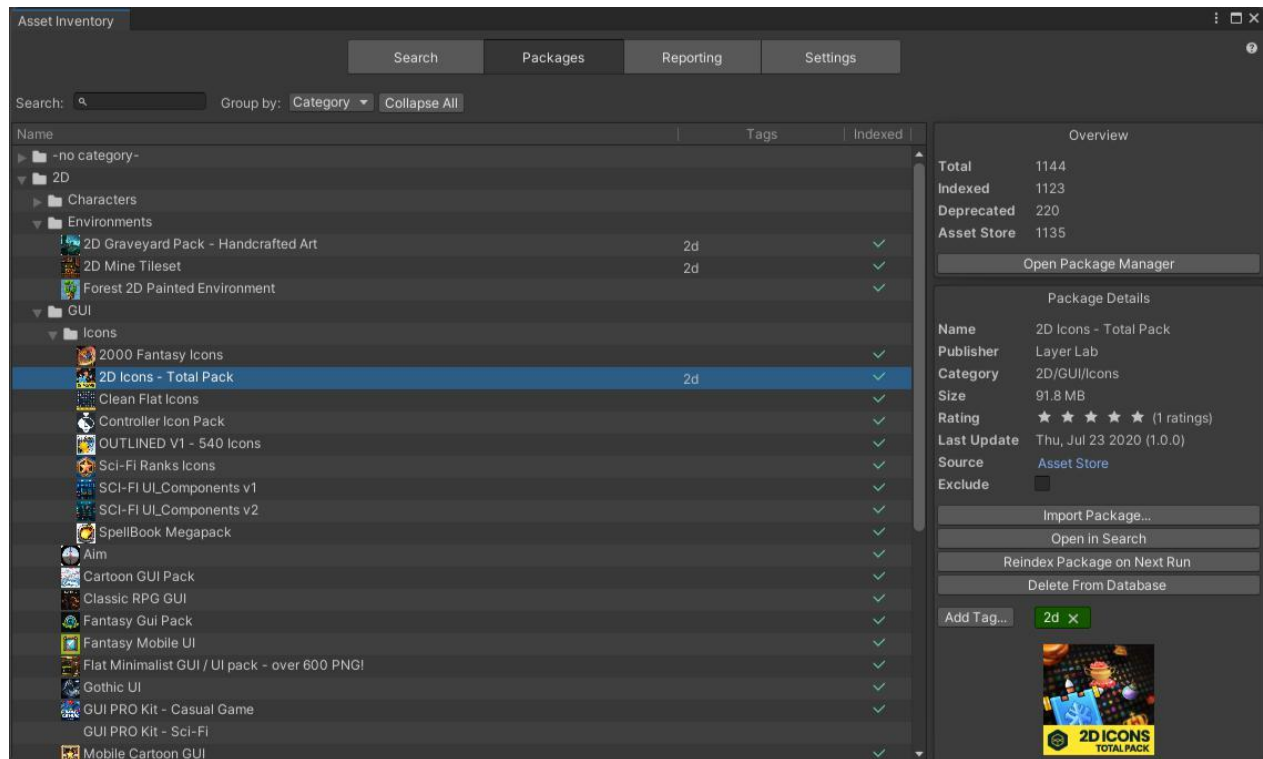 Asset Inventory
Search Packages Reporting Settings
Search: Group by: Category Collapse All
Name Tags Indexed
-no category-
2D
Characters
Environments
2D Graveyard Pack - Handcrafted Art 2d
2D Mine Tileset 2d
Forest 2D Painted Environment
GUI
Icons
2000 Fantasy Icons
2D Icons - Total Pack 2d
Clean Flat Icons
Controller Icon Pack
OUTLINED V1 - 540 Icons
Sci-Fi Ranks Icons
SCI-FI UI_Components v1
SCI-FI UI_Components v2
SpellBook Megapack
Aim
Cartoon GUI Pack
Classic RPG GUI
Fantasy Gui Pack
Fantasy Mobile UI
Flat Minimalist GUI / UI pack - over 600 PNG!
Gothic UI
GUI PRO Kit - Casual Game
GUI PRO Kit - Sci-Fi
Mobile Cartoon GUI
Overview
Total 1144
Indexed 1123
Deprecated 220
Asset Store 1135
Open Package Manager
Package Details
Name 2D Icons - Total Pack
Publisher Layer Lab
Category 2D/GUI/Icons
Size 91.8 MB
Rating ★ ★ ★ ★ ★ (1 ratings)
Last Update Thu, Jul 23 2020 (1.0.0)
Source Asset Store
Exclude
Import Package...
Open in Search
Reindex Package on Next Run
Delete From Database
Add Tag... 2d ×
2D ICONS
TOTAL PACK